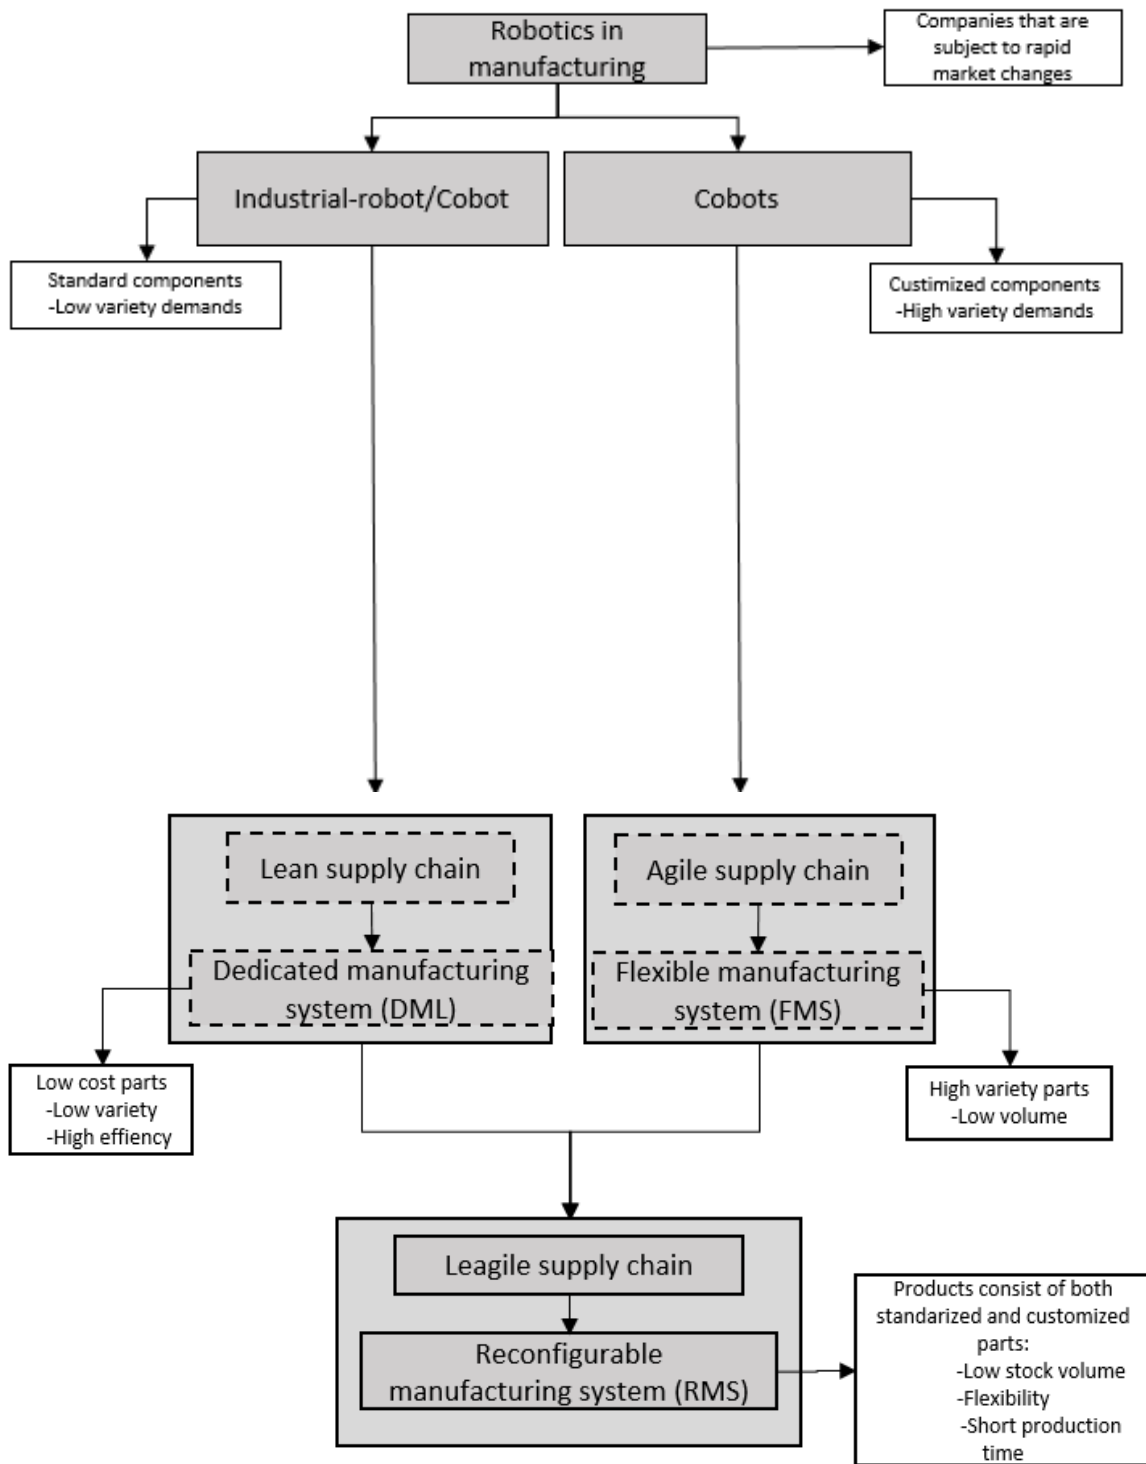 Robotics in
manufacturing
Companies that are
subject to rapid
market changes
Industrial-robot/Cobot
Cobots
Standard components
-Low variety demands
Custimized components
-High variety demands
Lean supply chain
Agile supply chain
Dedicated manufacturing
system (DML)
Flexible manufacturing
system (FMS)
Low cost parts
-Low variety
-High effiency
High variety parts
-Low volume
Leagile supply chain
Reconfigurable
manufacturing system (RMS)
Products consist of both
standarized and customized
parts:
-Low stock volume
-Flexibility
-Short production
time